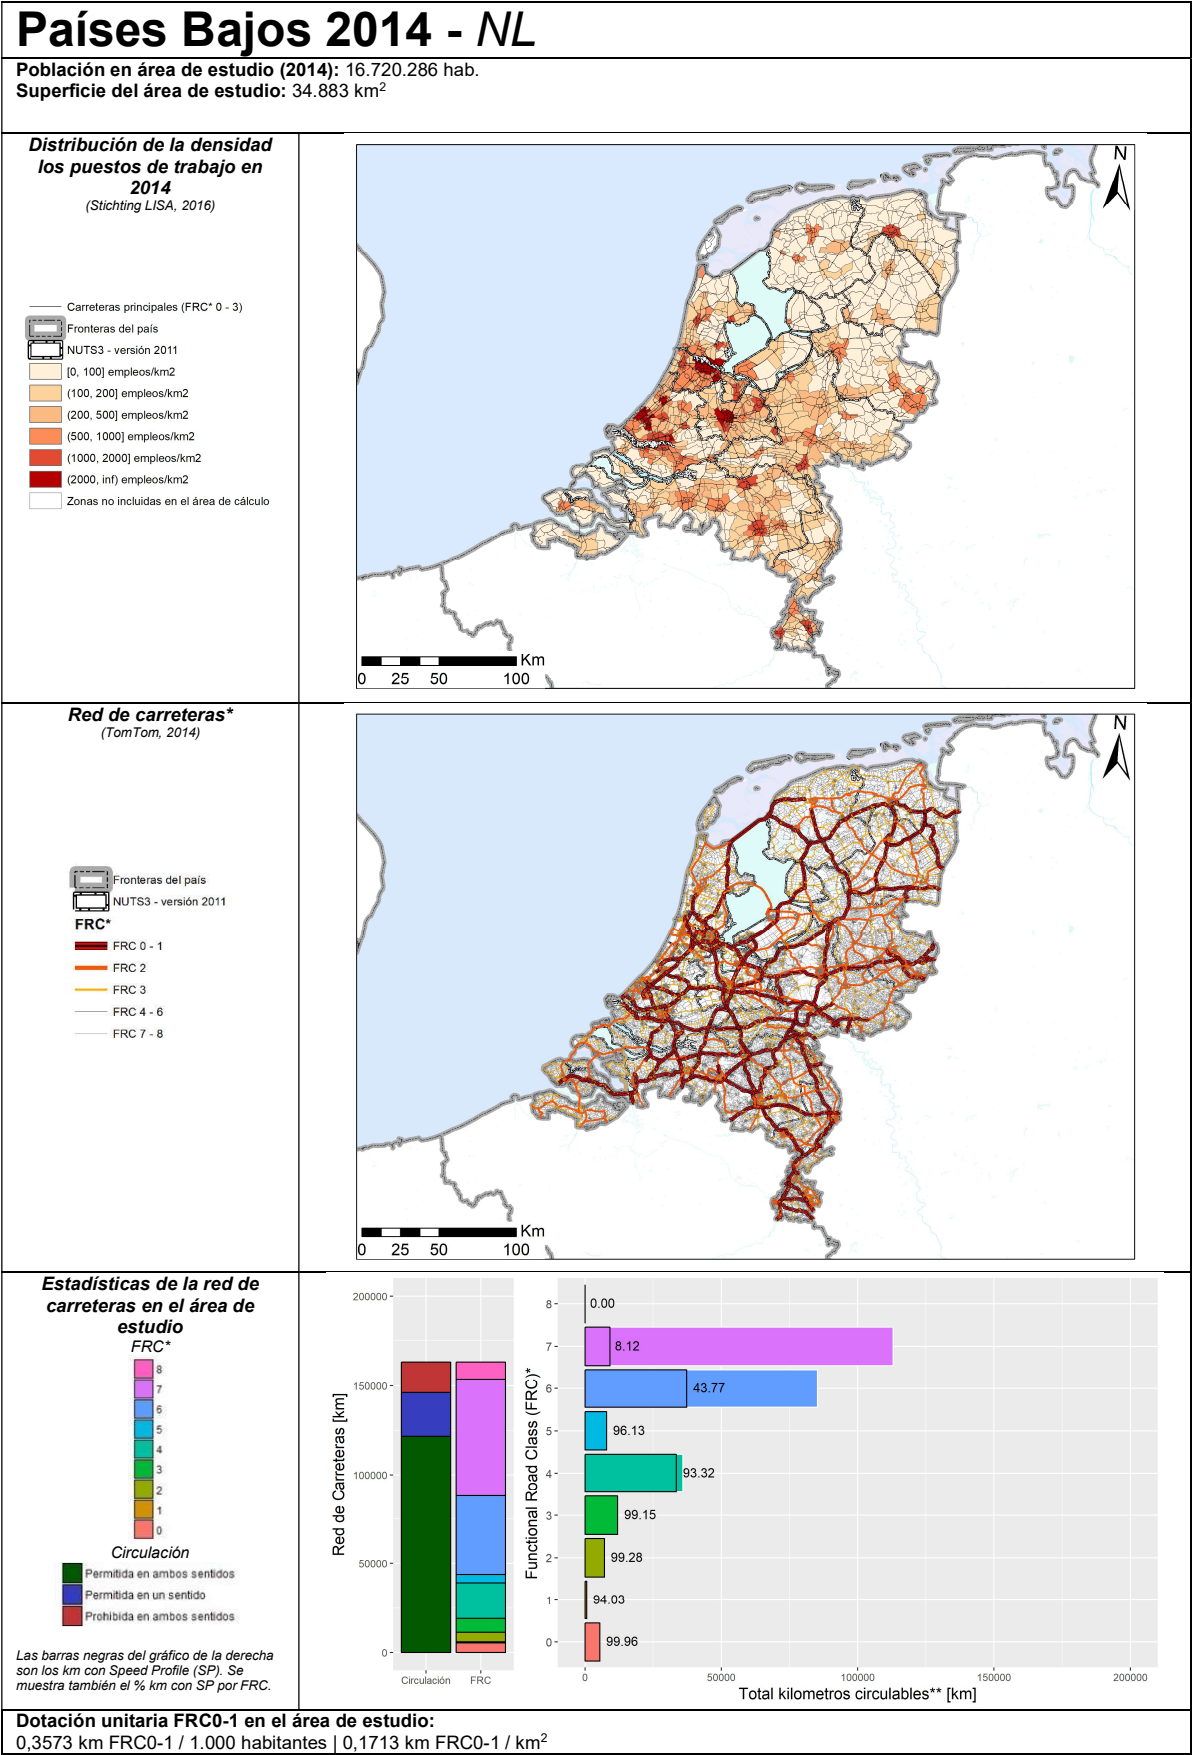 Países Bajos 2014 - NL
Población en área de estudio (2014): 16.720.286 hab.
Superficie del área de estudio: 34.883 km²
Distribución de la densidad
los puestos de trabajo en
2014
(Stichting LISA, 2016)
Carreteras principales (FRC* 0 - 3)
Fronteras del país
NUTS3 - versión 2011
[0, 100] empleos/km2
(100, 200] empleos/km2
(200, 500] empleos/km2
(500, 1000] empleos/km2
(1000, 2000] empleos/km2
(2000, inf) empleos/km2
Zonas no incluidas en el área de cálculo
N
Km
0 25 50 100
Red de carreteras*
(TomTom, 2014)
Fronteras del país
NUTS3 - versión 2011
FRC*
FRC 0 - 1
FRC 2
FRC 3
FRC 4 - 6
FRC 7 - 8
N
Km
0 25 50 100
Estadísticas de la red de
carreteras en el área de
estudio
FRC*
8
7
6
5
4
3
2
1
0
Circulación
Permitida en ambos sentidos
Permitida en un sentido
Prohibida en ambos sentidos
Las barras negras del gráfico de la derecha
son los km con Speed Profile (SP). Se
muestra también el % km con SP por FRC.
Red de Carreteras [km]
200000
150000
100000
50000
0
Circulación FRC
Functional Road Class (FRC)*
8 0.00
7 8.12
6 43.77
5 96.13
4 93.32
3 99.15
2 99.28
1 94.03
0 99.96
0 50000 100000 150000 200000
Total kilometros circulables** [km]
Dotación unitaria FRC0-1 en el área de estudio:
0,3573 km FRC0-1 / 1.000 habitantes | 0,1713 km FRC0-1 / km²